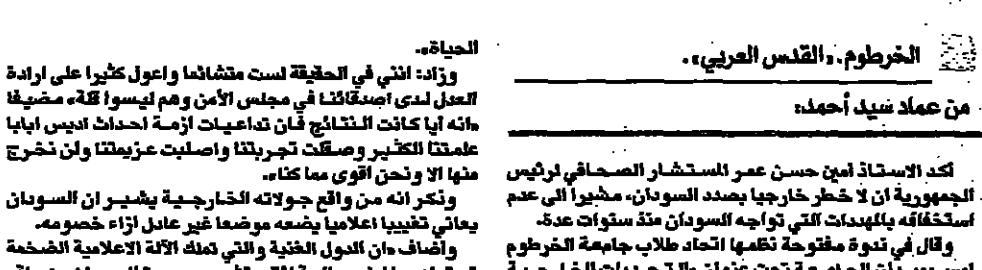 الخرطوم. «القدس العربي».
من عماد سيد أحمد:
أكد الاستاذ امين حسن عمر المستشار الصحافي لرئيس
الجمهورية ان لا خطر خارجيا يصدد السودان، مشيراً الى عدم
استخفافه بالمهددات التي تواجه السودان منذ سنوات عدة.
وقال في ندوة مفتوحة نظمها اتحاد طلاب جامعة الخرطوم
الحياة».
وزاد: انني في الحقيقة لست متشائما واعول كثيرا على ارادة
العدل لدى اصدقائنا في مجلس الأمن وهم ليسوا قلة» مضيفا
«انه أيا كانت النتائج فان تداعيات ازمة احداث اديس ابابا
علمتنا الكثير وصقلت تجربتنا واصلبت عزيمتنا ولن نخرج
منها الا ونحن اقوى مما كنا».
وذكر انه من واقع جولاته الخارجية يشير ان السودان
يعاني تغييبا اعلاميا يضعه موضعا غير عادل ازاء خصومه.
وأضاف «ان الدول الغنية والتي تملك الآلة الاعلامية الضخمة